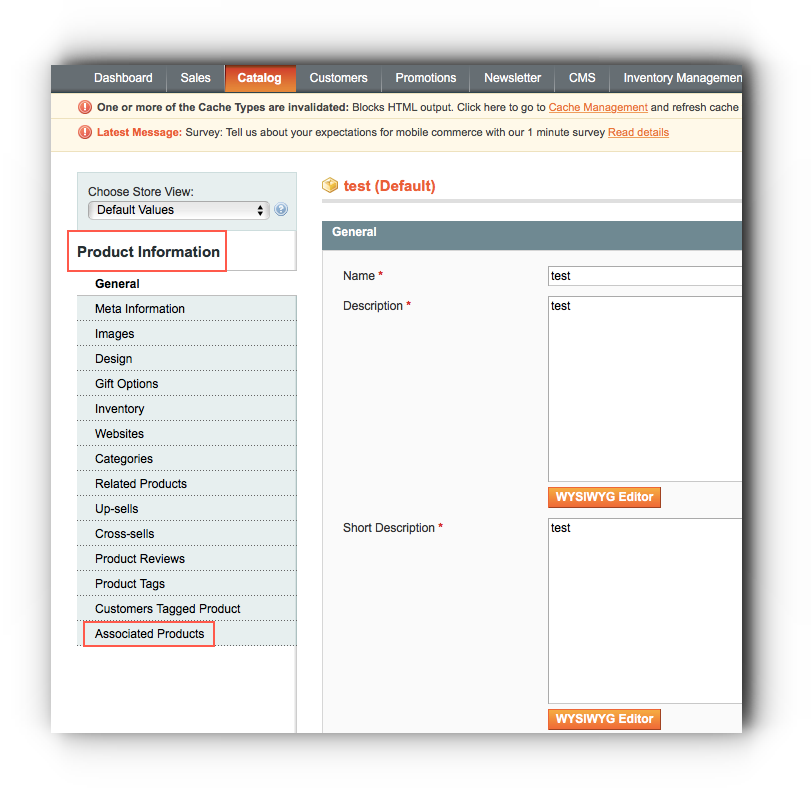 Dashboard Sales Catalog Customers Promotions Newsletter CMS Inventory Managemen
One or more of the Cache Types are invalidated: Blocks HTML output. Click here to go to Cache Management and refresh cache
Latest Message: Survey: Tell us about your expectations for mobile commerce with our 1 minute survey Read details
Choose Store View:
Default Values
Product Information
General
Meta Information
Images
Design
Gift Options
Inventory
Websites
Categories
Related Products
Up-sells
Cross-sells
Product Reviews
Product Tags
Customers Tagged Product
Associated Products
test (Default)
General
Name * test
Description * test
WYSIWYG Editor
Short Description * test
WYSIWYG Editor